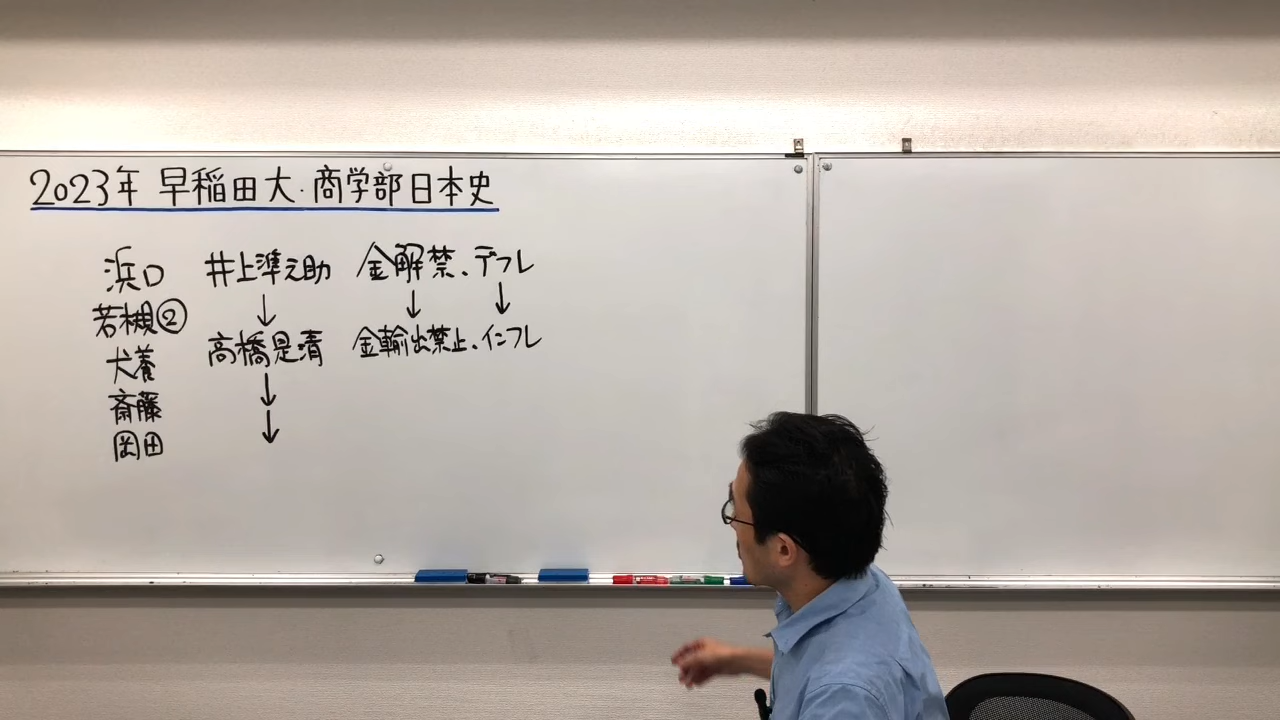 2023年 早稲田大・商学部日本史
浜口 井上準之助 金解禁、デフレ
↓ ↓ ↓
若槻②
高橋是清 金輸出禁止、インフレ
犬養
↓
斎藤
↓
岡田